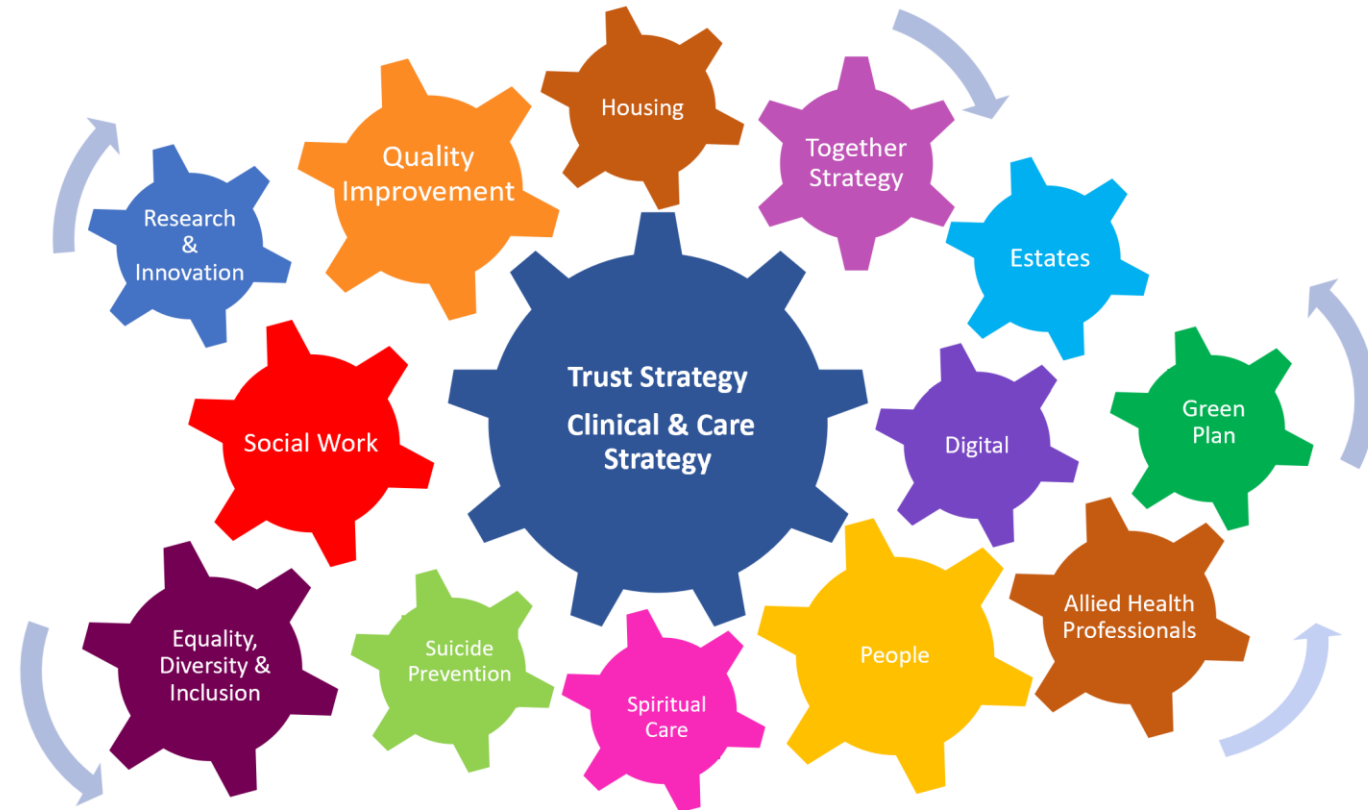 Housing
Quality
Improvement
Together
Strategy
Research
&
Innovation
Estates
Trust Strategy
Clinical & Care
Strategy
Social Work
Digital
Green
Plan
Allied Health
Professionals
Equality,
Diversity &
Inclusion
Suicide
Prevention
People
Spiritual
Care